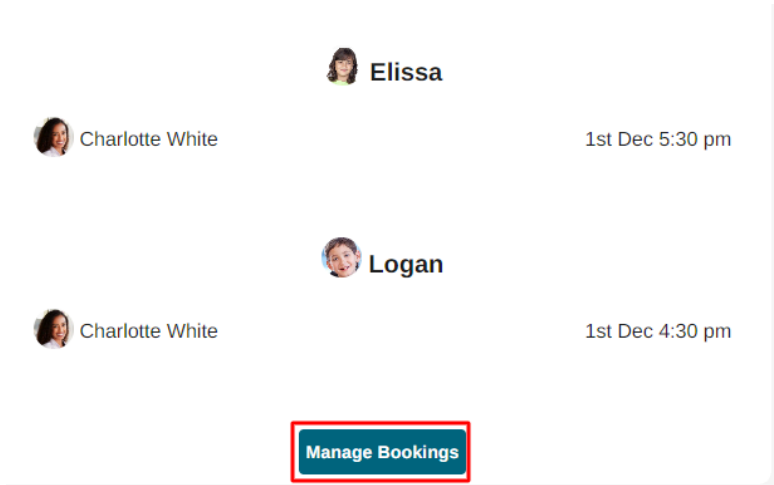 Elissa
Charlotte White 1st Dec 5:30 pm
Logan
Charlotte White 1st Dec 4:30 pm
Manage Bookings